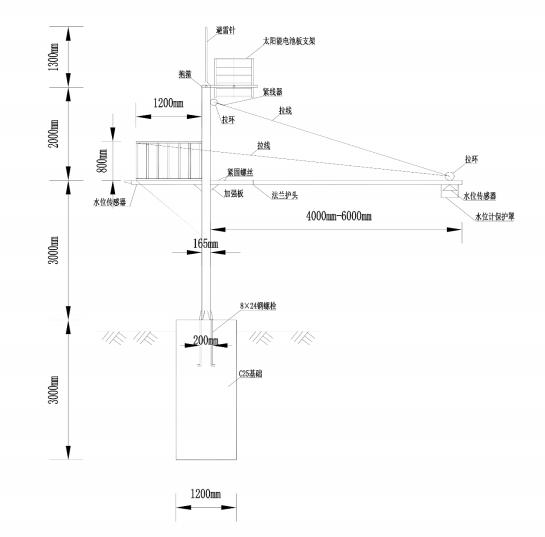 避雷针
太阳能电池板支架
1300mm
抱箍
紧线器
1200mm
拉环
拉线
2000mm
800mm
拉线
拉环
紧固螺丝
水位传感器
加强板
法兰护头
水位传感器
4000mm-6000mm
水位计保护罩
165mm
3000mm
8×24钢螺栓
200mm
C25基础
3000mm
1200mm